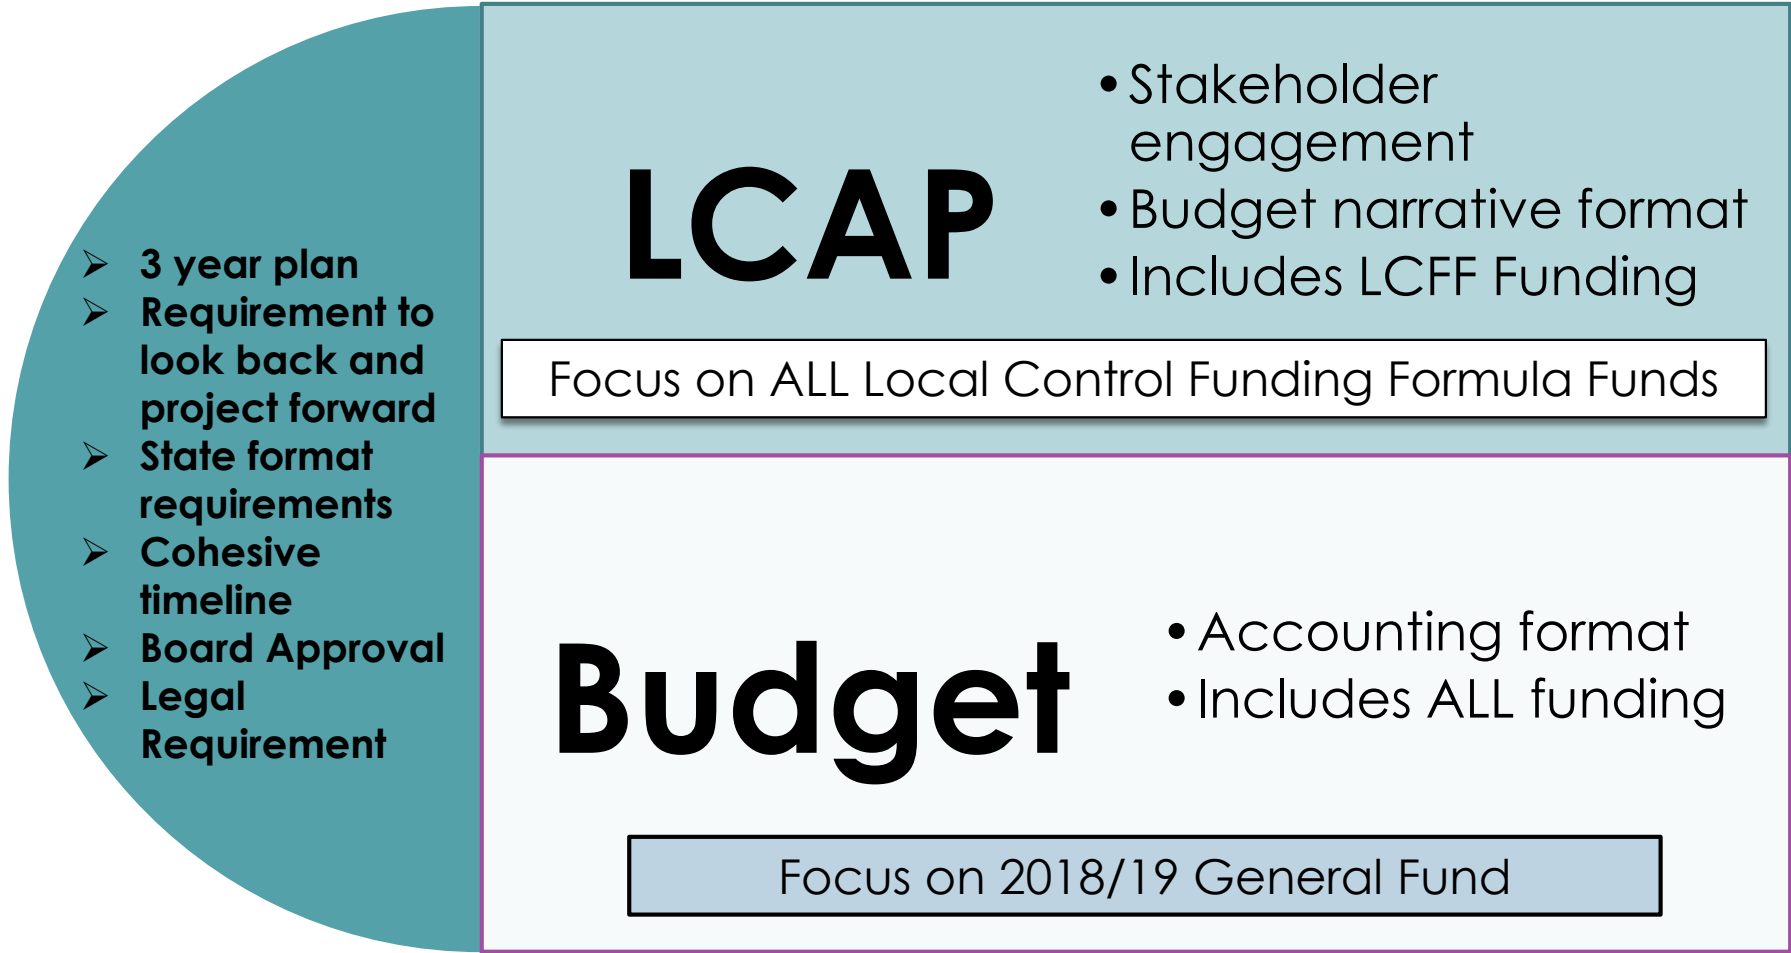 ➢ 3 year plan
➢ Requirement to
look back and
project forward
➢ State format
requirements
➢ Cohesive
timeline
➢ Board Approval
➢ Legal
Requirement
LCAP
• Stakeholder
engagement
• Budget narrative format
• Includes LCFF Funding
Focus on ALL Local Control Funding Formula Funds
Budget
• Accounting format
• Includes ALL funding
Focus on 2018/19 General Fund